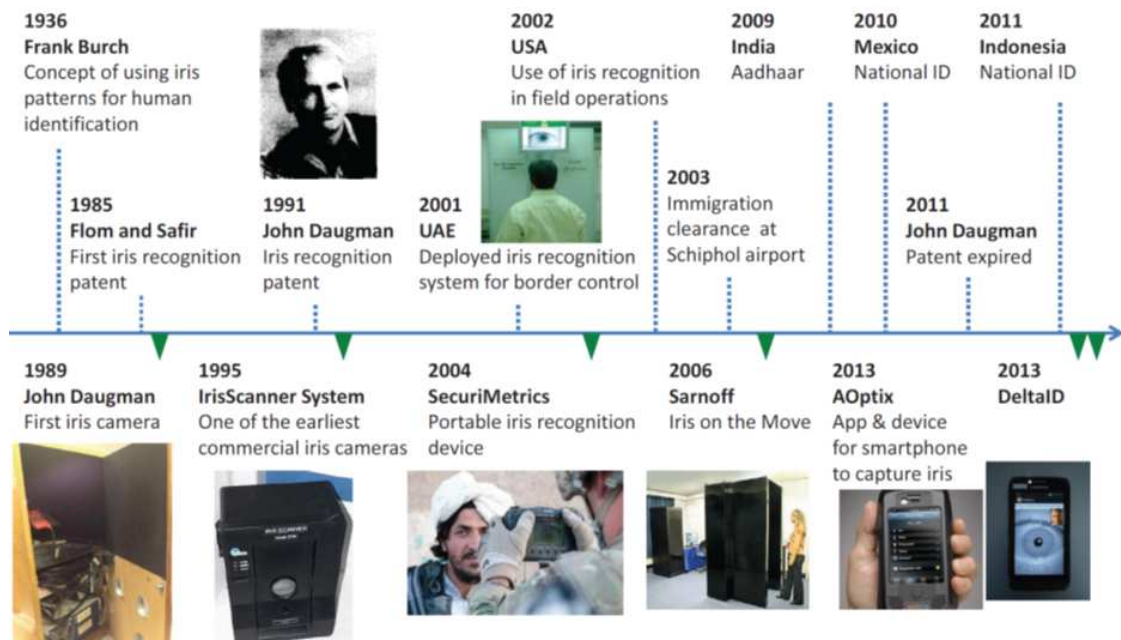 1936
Frank Burch
Concept of using iris
patterns for human
identification
2002
USA
Use of iris recognition
in field operations
2009
India
Aadhaar
2010
Mexico
National ID
2011
Indonesia
National ID
1985
Flom and Safir
First iris recognition
patent
1991
John Daugman
Iris recognition
patent
2001
UAE
Deployed iris recognition
system for border control
2003
Immigration
clearance at
Schiphol airport
2011
John Daugman
Patent expired
1989
John Daugman
First iris camera
1995
IrisScanner System
One of the earliest
commercial iris cameras
2004
SecuriMetrics
Portable iris recognition
device
2006
Sarnoff
Iris on the Move
2013
AOptix
App & device
for smartphone
to capture iris
2013
DeltaID